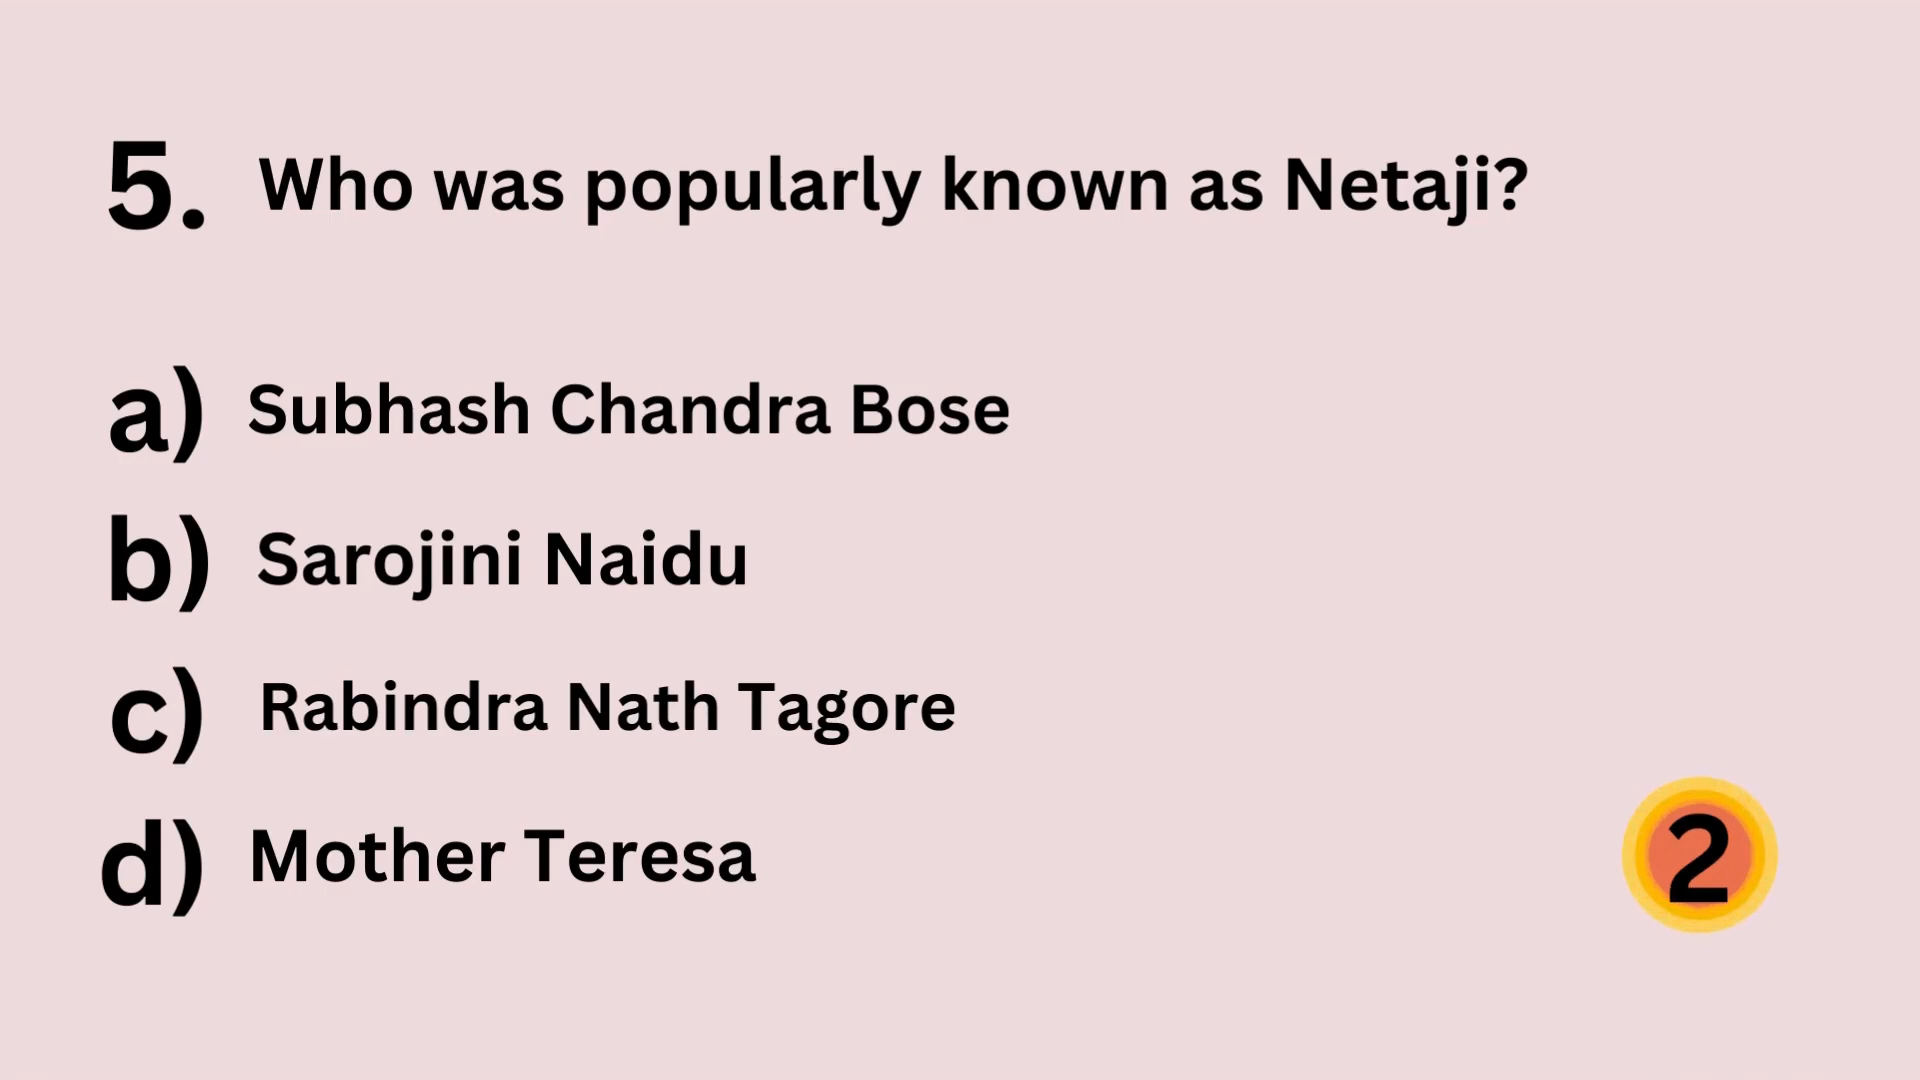 5. Who was popularly known as Netaji?
a) Subhash Chandra Bose
b) Sarojini Naidu
c) Rabindra Nath Tagore
d) Mother Teresa
2